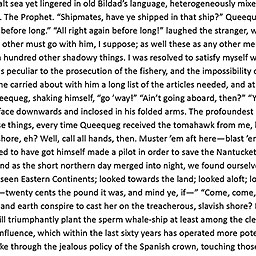 alt sea yet lingered in old Bildad's language, heterogeneously mixe
. The Prophet. “Shipmates, have ye shipped in that ship?” Queequ
before long.” “All right again before long!” laughed the stranger, w
other must go with him, I suppose; as well these as any other me
hundred other shadowy things. I was resolved to satisfy myself w
s peculiar to the prosecution of the fishery, and the impossibility o
he carried about with him a long list of the articles needed, and at
eequeg, shaking himself, “go ’way!” “Ain’t going aboard, then?” “Y
face downwards and inclosed in his folded arms. The profoundest
se things, every time Queequeg received the tomahawk from me, h
shore, eh? Well, call all hands, then. Muster ’em aft here—blast ’er
ed to have got himself made a pilot in order to save the Nantucket
nd as the short northern day merged into night, we found ourselve
seen Eastern Continents; looked towards the land; looked aloft; lo
—twenty cents the pound it was, and mind ye, if—” “Come, come,
and earth conspire to cast her on the treacherous, slavish shore? B
ill triumphantly plant the sperm whale-ship at least among the cle
nfluence, which within the last sixty years has operated more pote
ke through the jealous policy of the Spanish crown, touching those